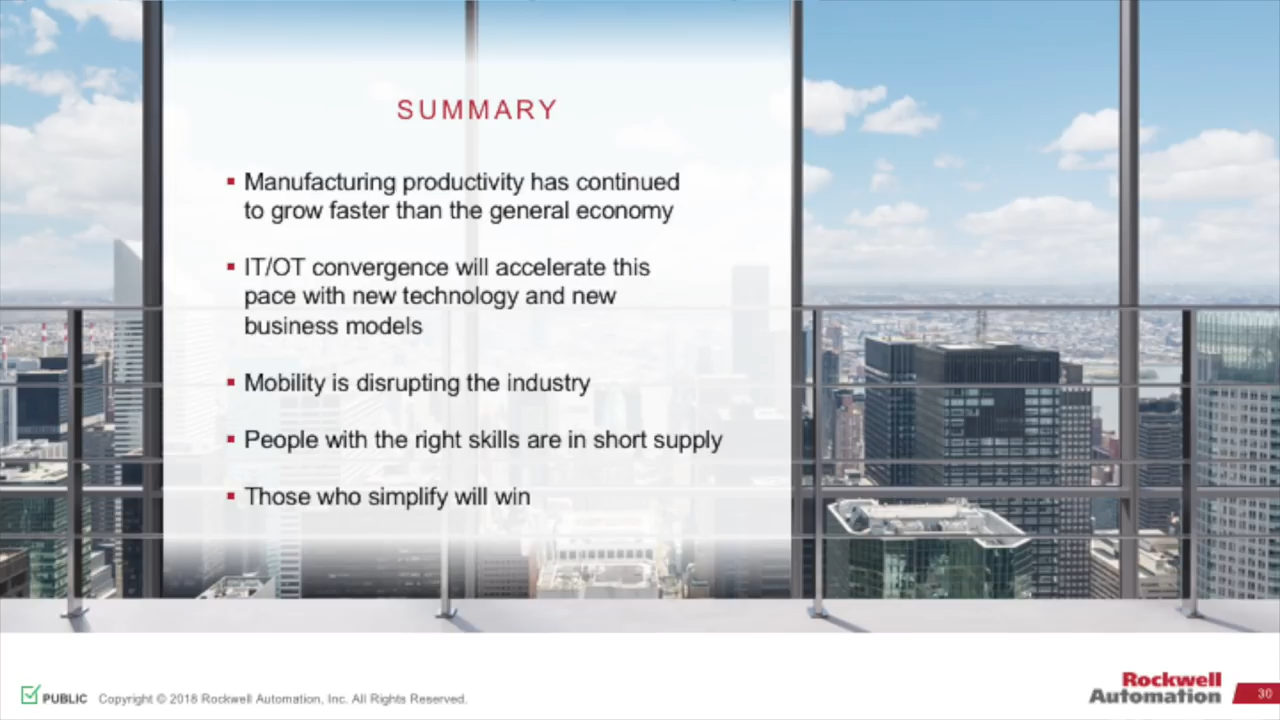 SUMMARY
▪ Manufacturing productivity has continued
to grow faster than the general economy
▪ IT/OT convergence will accelerate this
pace with new technology and new
business models
▪ Mobility is disrupting the industry
▪ People with the right skills are in short supply
▪ Those who simplify will win
PUBLIC Copyright © 2018 Rockwell Automation, Inc. All Rights Reserved.
Rockwell
Automation
30